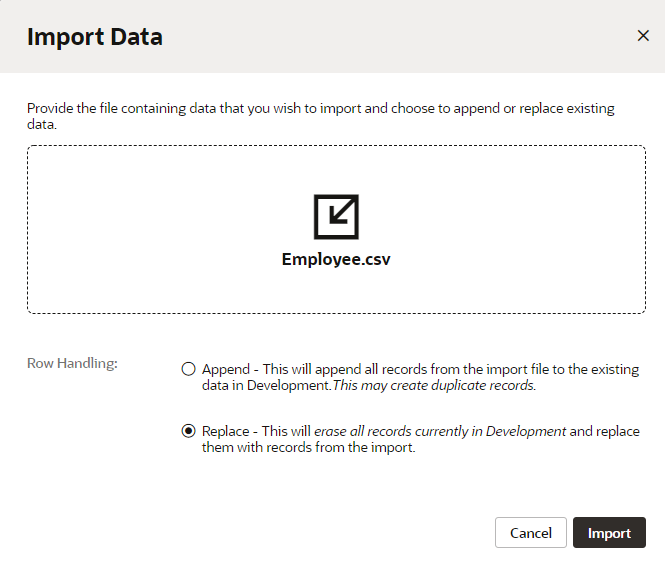 Import Data
Provide the file containing data that you wish to import and choose to append or replace existing
data.
Employee.csv
Row Handling:
Append - This will append all records from the import file to the existing
data in Development.This may create duplicate records.
Replace - This will erase all records currently in Development and replace
them with records from the import.
Cancel
Import